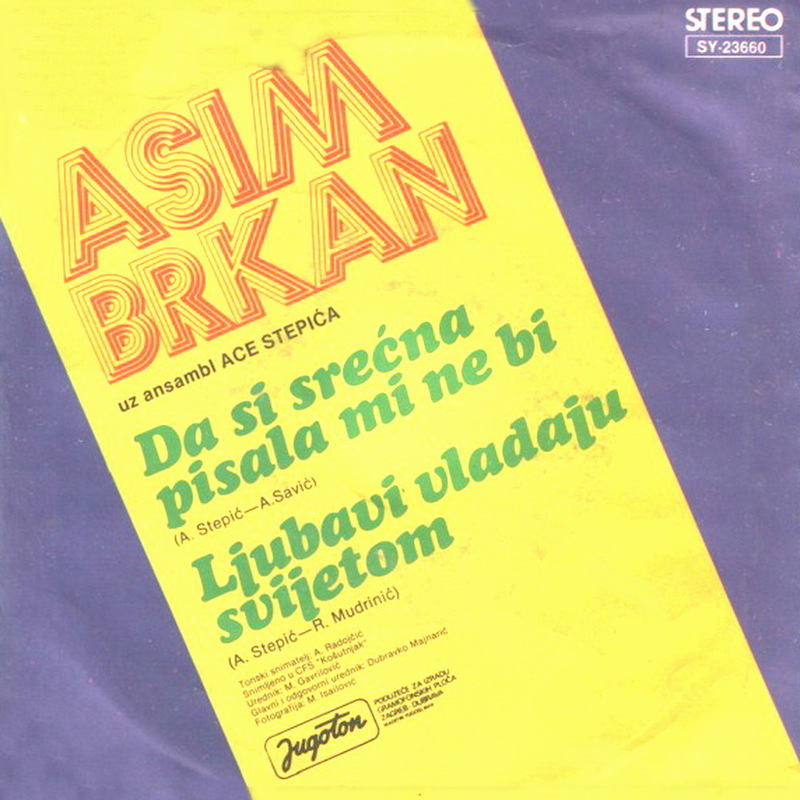 STEREO
SY-23660
ASIM
BRKAN
uz ansambl ACE STEPIĆA
Da si srećna
pisala mi ne bi
(A. Stepić—A. Savić)
Ljubavi vladaju
svijetom
(A. Stepić—R. Mudrinić)
Tonski snimatelj: A. Radojčić
Snimljeno u CFS "Košutnjak"
Urednik: M. Gavrilović
Glavni i odgovorni urednik: Dubravko Majnarić
Fotografija: M. Isailović
Jugoton
PODUZEĆE ZA IZRADU
GRAMOFONSKIH PLOČA
ZAGREB, DUBRAVA